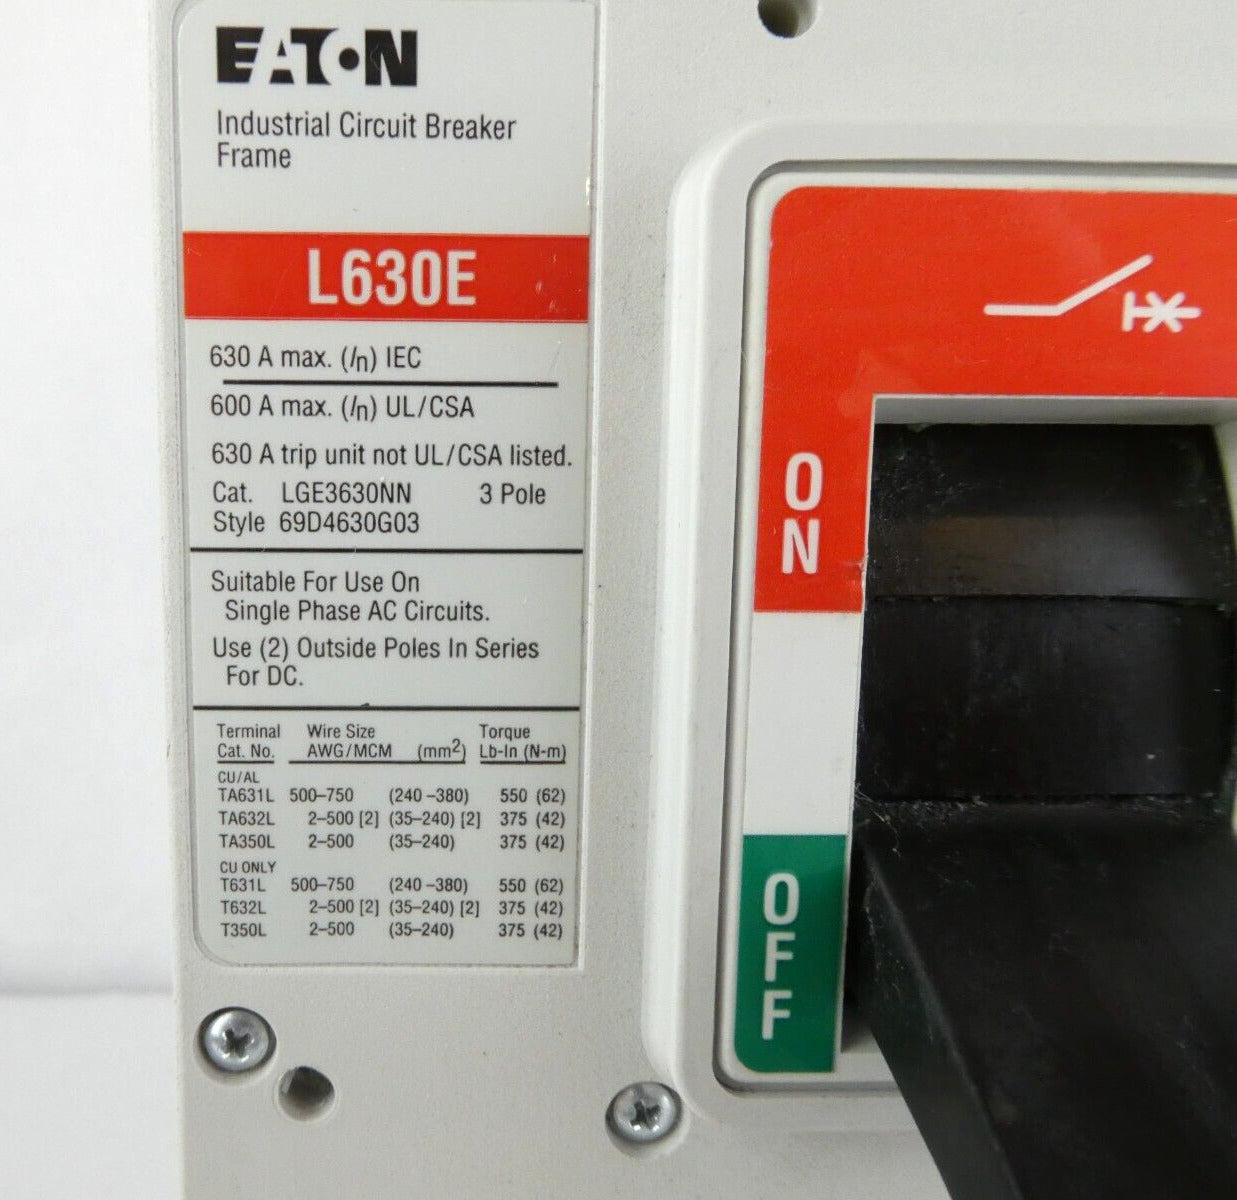 EATON
Industrial Circuit Breaker
Frame
L630E
630 A max. (In) IEC
600 A max. (In) UL/CSA
630 A trip unit not UL/CSA listed.
Cat. LGE3630NN 3 Pole
Style 69D4630G03
Suitable For Use On
Single Phase AC Circuits.
Use (2) Outside Poles In Series
For DC.
Terminal Wire Size Torque
Cat. No. AWG/MCM (mm2) Lb-In (N-m)
CU/AL
TA631L 500–750 (240–380) 550 (62)
TA632L 2–500 [2] (35–240) [2] 375 (42)
TA350L 2–500 (35–240) 375 (42)
CU ONLY
T631L 500–750 (240–380) 550 (62)
T632L 2–500 [2] (35–240) [2] 375 (42)
T350L 2–500 (35–240) 375 (42)
ON
OFF